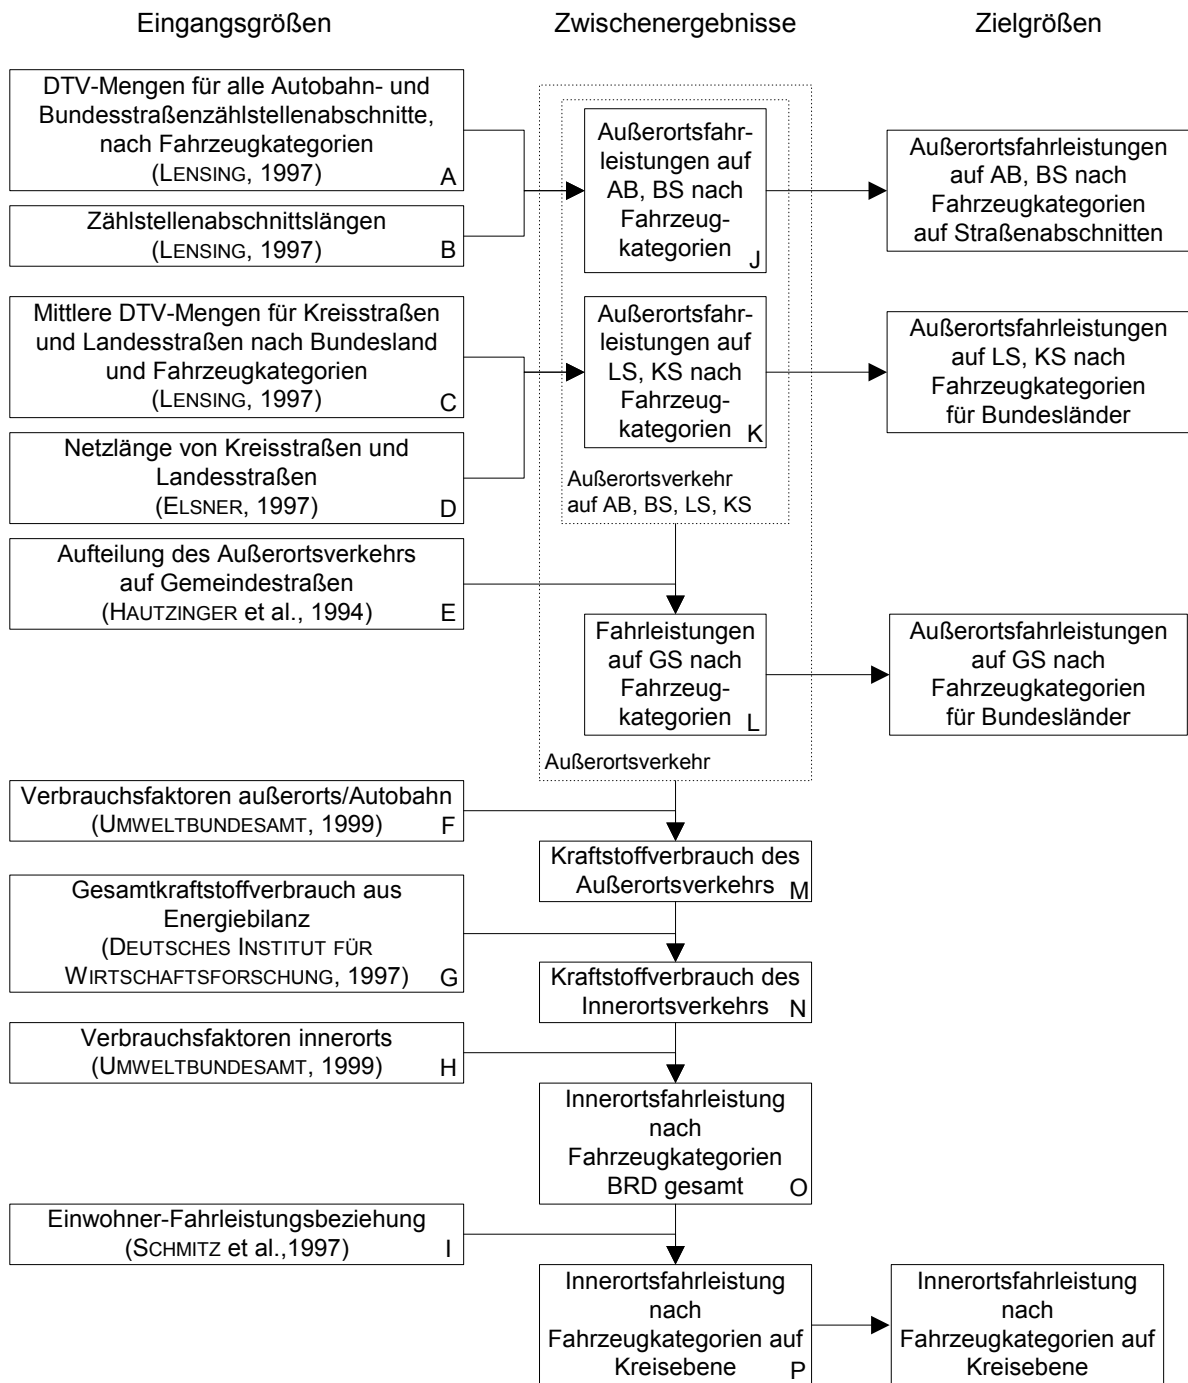 Eingangsgrößen
Zwischenergebnisse
Zielgrößen
DTV-Mengen für alle Autobahn- und
Bundesstraßenzählstellenabschnitte,
nach Fahrzeugkategorien
(LENSING, 1997)
A
Zählstellenabschnittslängen
(LENSING, 1997)
B
Außerortsfahr-
leistungen auf
AB, BS nach
Fahrzeug-
kategorien
J
Außerortsfahrleistungen
auf AB, BS nach
Fahrzeugkategorien
auf Straßenabschnitten
Mittlere DTV-Mengen für Kreisstraßen
und Landesstraßen nach Bundesland
und Fahrzeugkategorien
(LENSING, 1997)
C
Netzlänge von Kreisstraßen und
Landesstraßen
(ELSNER, 1997)
D
Außerortsfahr-
leistungen auf
LS, KS nach
Fahrzeug-
kategorien
K
Außerortsverkehr
auf AB, BS, LS, KS
Außerortsfahrleistungen
auf LS, KS nach
Fahrzeugkategorien
für Bundesländer
Aufteilung des Außerortsverkehrs
auf Gemeindestraßen
(HAUTZINGER et al., 1994)
E
Fahrleistungen
auf GS nach
Fahrzeug-
kategorien
L
Außerortsverkehr
Außerortsfahrleistungen
auf GS nach
Fahrzeugkategorien
für Bundesländer
Verbrauchsfaktoren außerorts/Autobahn
(UMWELTBUNDESAMT, 1999)
F
Kraftstoffverbrauch des
Außerortsverkehrs
M
Gesamtkraftstoffverbrauch aus
Energiebilanz
(DEUTSCHES INSTITUT FÜR
WIRTSCHAFTSFORSCHUNG, 1997)
G
Kraftstoffverbrauch des
Innerortsverkehrs
N
Verbrauchsfaktoren innerorts
(UMWELTBUNDESAMT, 1999)
H
Innerortsfahrleistung
nach
Fahrzeugkategorien
BRD gesamt
O
Einwohner-Fahrleistungsbeziehung
(SCHMITZ et al.,1997)
I
Innerortsfahrleistung
nach
Fahrzeugkategorien auf
Kreisebene
P
Innerortsfahrleistung
nach
Fahrzeugkategorien auf
Kreisebene